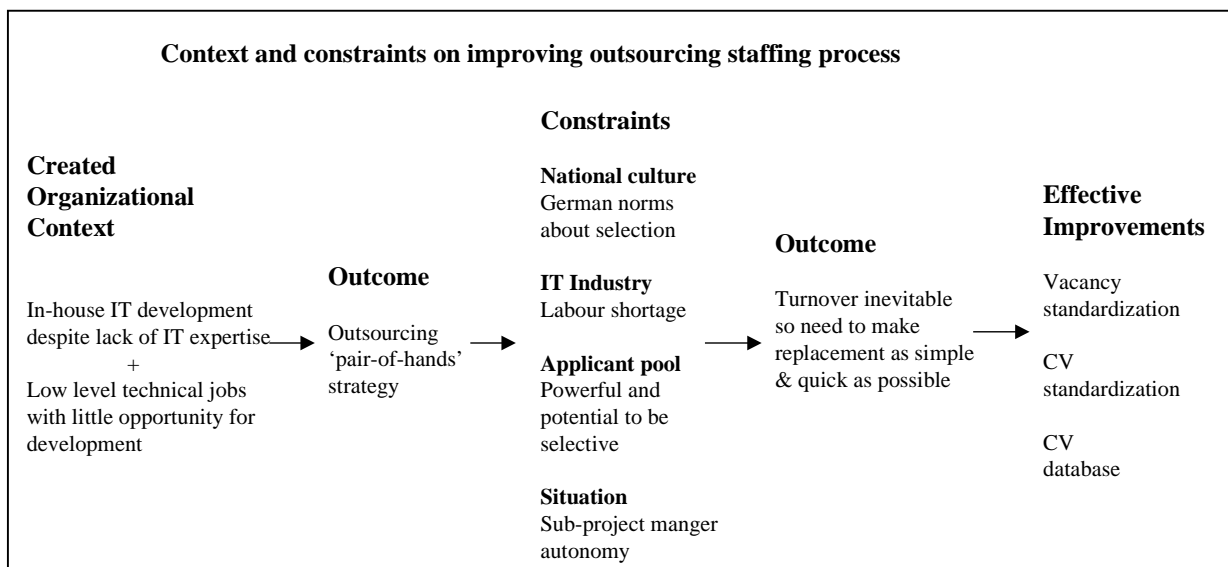 Context and constraints on improving outsourcing staffing process
Created
Organizational
Context
In-house IT development
despite lack of IT expertise
+
Low level technical jobs
with little opportunity for
development
Outcome
Outsourcing
‘pair-of-hands’
strategy
Constraints
National culture
German norms
about selection
IT Industry
Labour shortage
Applicant pool
Powerful and
potential to be
selective
Situation
Sub-project manger
autonomy
Outcome
Turnover inevitable
so need to make
replacement as simple
& quick as possible
Effective
Improvements
Vacancy
standardization
CV
standardization
CV
database